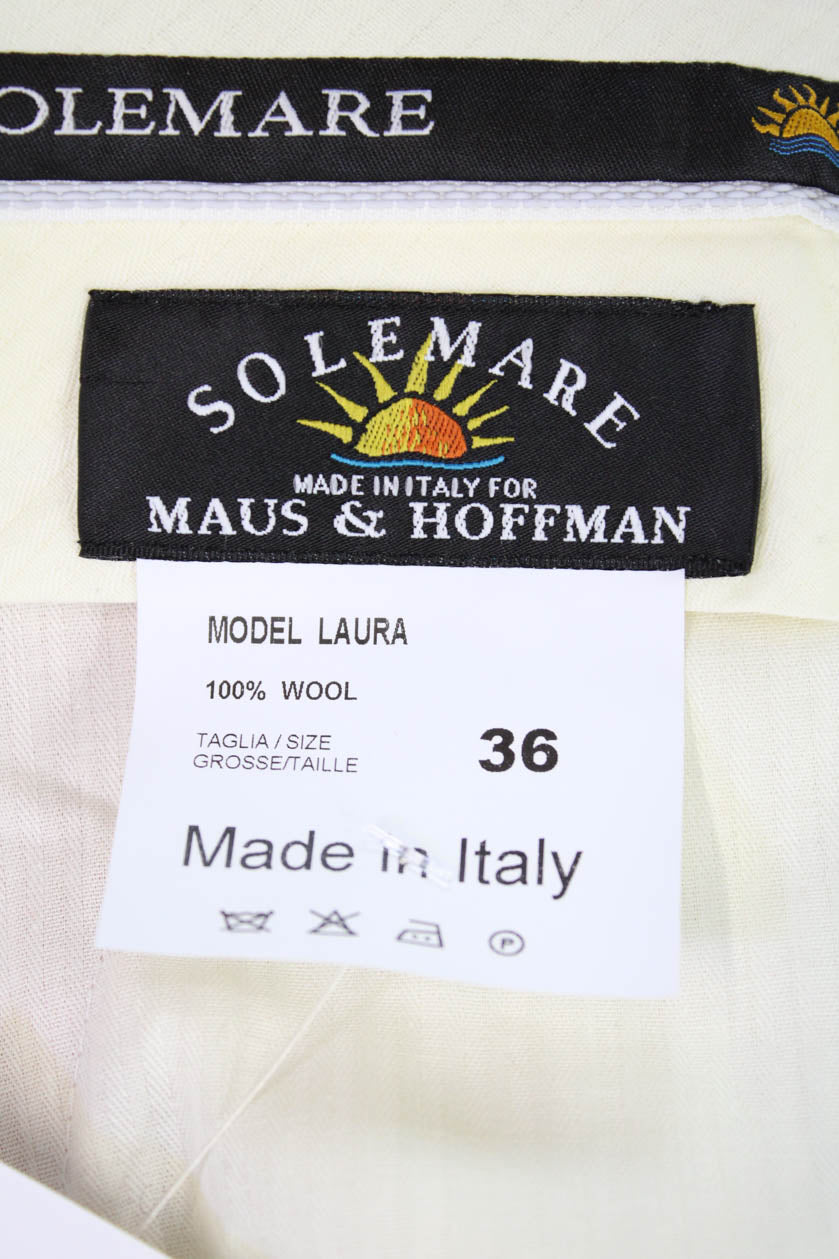 OLEMARE
SOLEMARE
MADE IN ITALY FOR
MAUS & HOFFMAN
MODEL LAURA
100% WOOL
TAGLIA / SIZE
GROSSE/TAILLE
36
Made in Italy
P